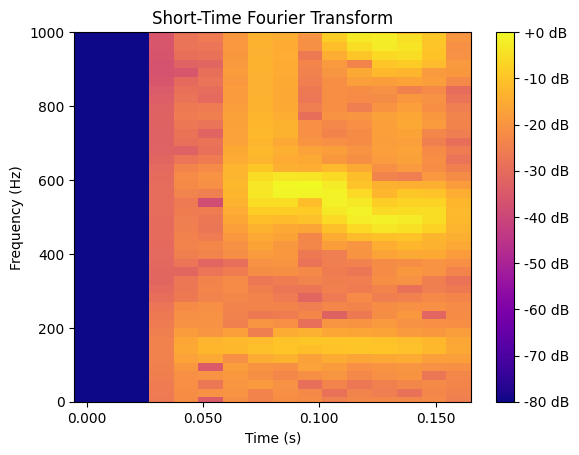 Short-Time Fourier Transform
1000
800
600
400
200
0
Frequency (Hz)
0.000
0.050
0.100
0.150
Time (s)
+0 dB
-10 dB
-20 dB
-30 dB
-40 dB
-50 dB
-60 dB
-70 dB
-80 dB